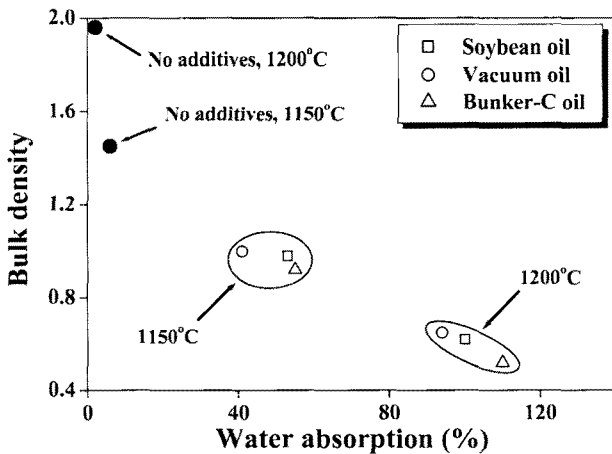 2.0
No additives, 1200°C
Soybean oil
Vacuum oil
Bunker-C oil
1.6
No additives, 1150°C
Bulk density
1.2
1200°C
0.8
1150°C
0.4
0 40 80 120
Water absorption (%)